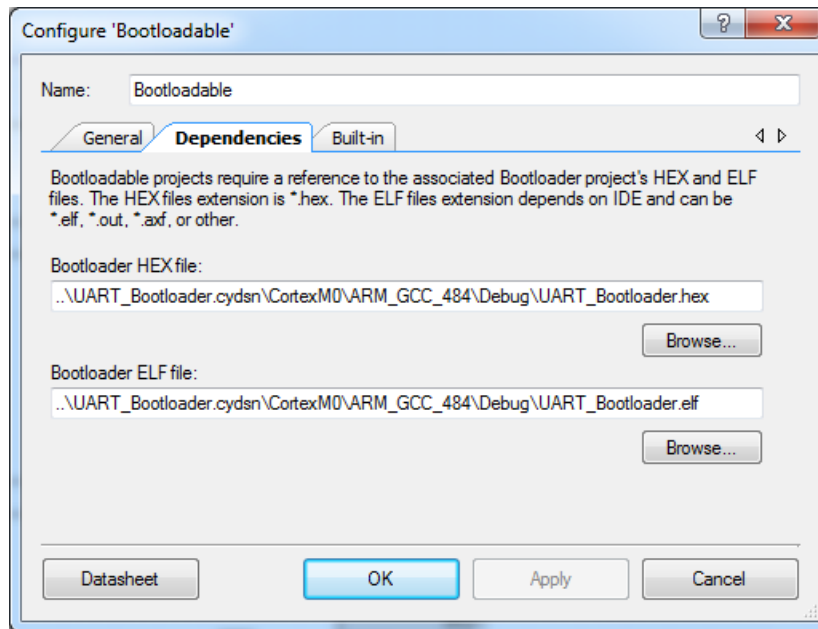 Configure 'Bootloadable'
Name: Bootloadable
General Dependencies Built-in
Bootloadable projects require a reference to the associated Bootloader project's HEX and ELF
files. The HEX files extension is *.hex. The ELF files extension depends on IDE and can be
*.elf, *.out, *.axf, or other.
Bootloader HEX file:
..\UART_Bootloader.cydsn\CortexM0\ARM_GCC_484\Debug\UART_Bootloader.hex
Browse...
Bootloader ELF file:
..\UART_Bootloader.cydsn\CortexM0\ARM_GCC_484\Debug\UART_Bootloader.elf
Browse...
Datasheet OK Apply Cancel